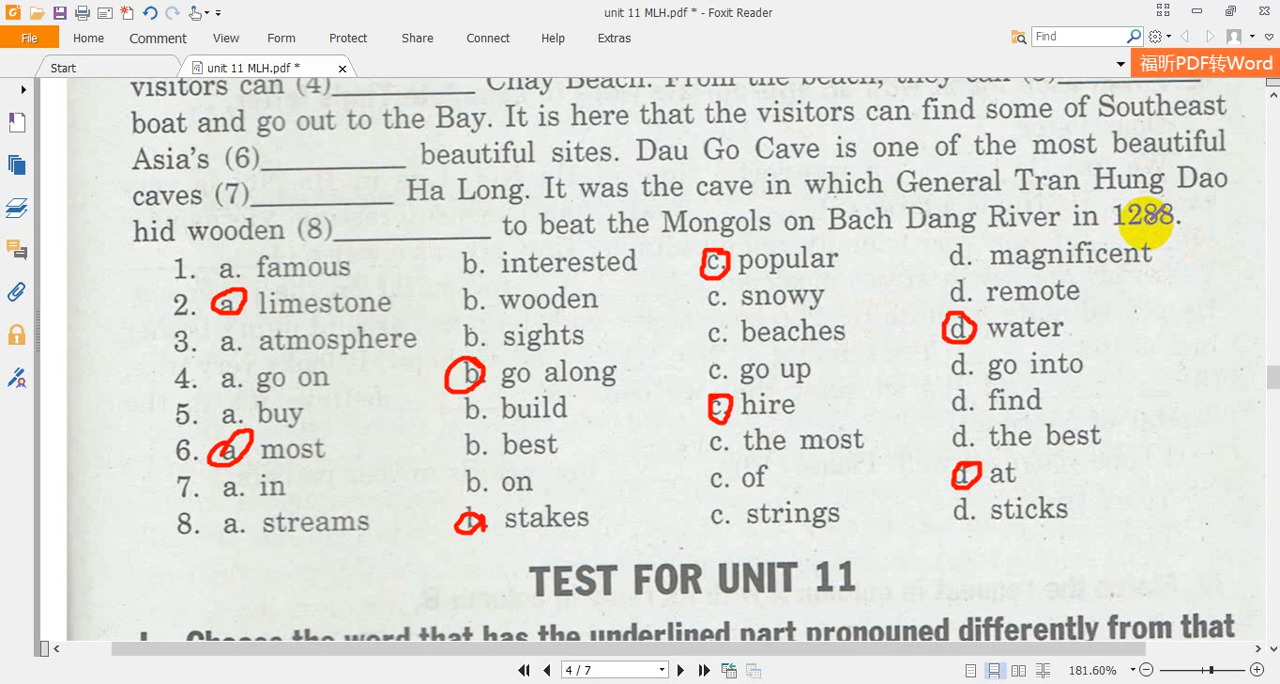 unit 11 MLH.pdf * - Foxit Reader
File Home Comment View Form Protect Share Connect Help Extras Find
Start unit 11 MLH.pdf * 福昕PDF转Word
visitors can (4)__________ Chay Beach. From the beach, they can (5)__________
boat and go out to the Bay. It is here that the visitors can find some of Southeast
Asia's (6)__________ beautiful sites. Dau Go Cave is one of the most beautiful
caves (7)__________ Ha Long. It was the cave in which General Tran Hung Dao
hid wooden (8)__________ to beat the Mongols on Bach Dang River in 1288.
1. a. famous b. interested c. popular d. magnificent
2. a. limestone b. wooden c. snowy d. remote
3. a. atmosphere b. sights c. beaches d. water
4. a. go on b. go along c. go up d. go into
5. a. buy b. build c. hire d. find
6. a. most b. best c. the most d. the best
7. a. in b. on c. of d. at
8. a. streams b. stakes c. strings d. sticks
TEST FOR UNIT 11
I. Choose the word that has the underlined part pronounced differently from that
4 / 7 181.60%